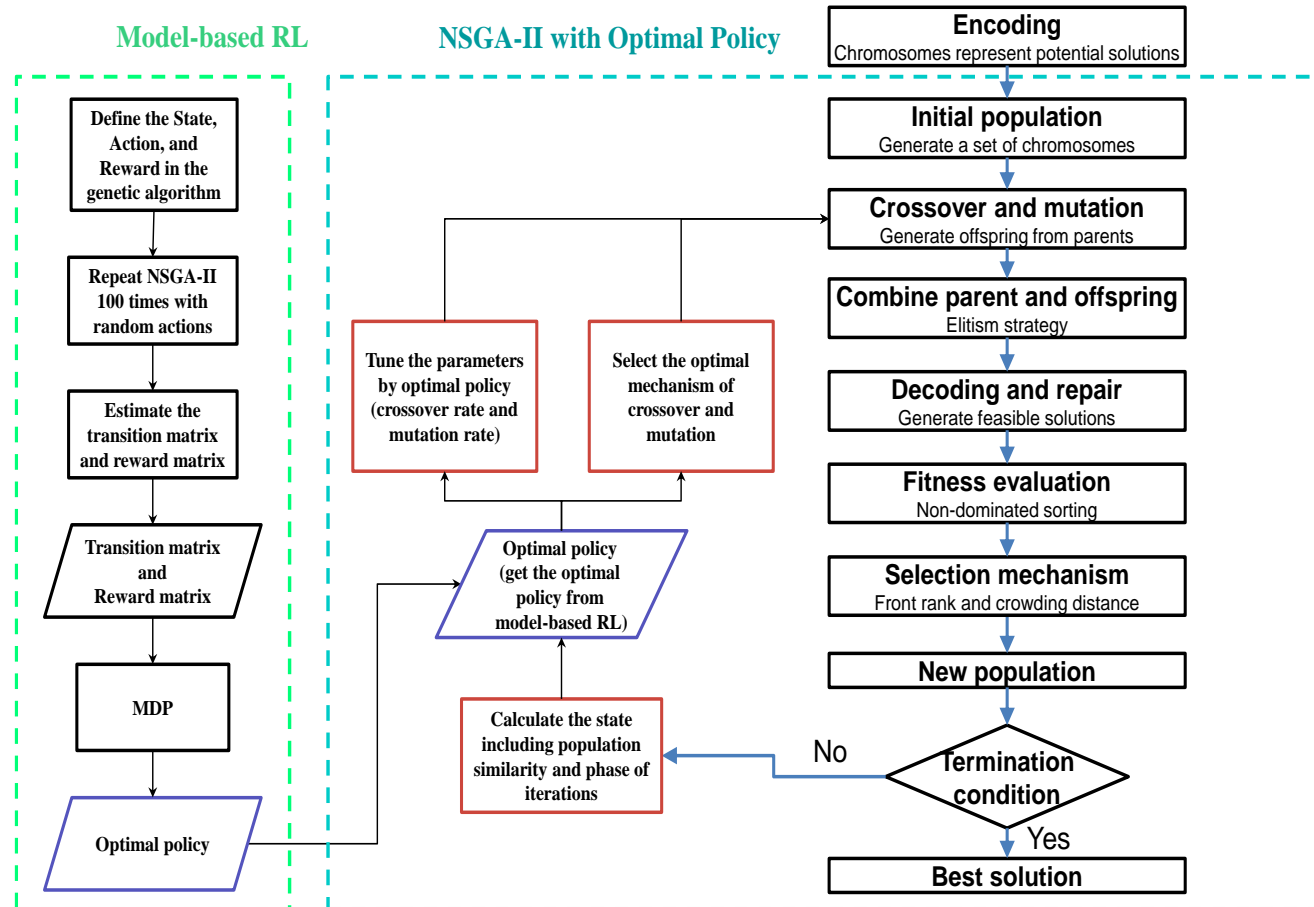 Model-based RL
Define the State,
Action, and
Reward in the
genetic algorithm
Repeat NSGA-II
100 times with
random actions
Estimate the
transition matrix
and reward matrix
Transition matrix
and
Reward matrix
MDP
Optimal policy
NSGA-II with Optimal Policy
Tune the parameters
by optimal policy
(crossover rate and
mutation rate)
Select the optimal
mechanism of
crossover and
mutation
Optimal policy
(get the optimal
policy from
model-based RL)
Calculate the state
including population
similarity and phase of
iterations
Encoding
Chromosomes represent potential solutions
Initial population
Generate a set of chromosomes
Crossover and mutation
Generate offspring from parents
Combine parent and offspring
Elitism strategy
Decoding and repair
Generate feasible solutions
Fitness evaluation
Non-dominated sorting
Selection mechanism
Front rank and crowding distance
New population
Termination
condition
No
Yes
Best solution